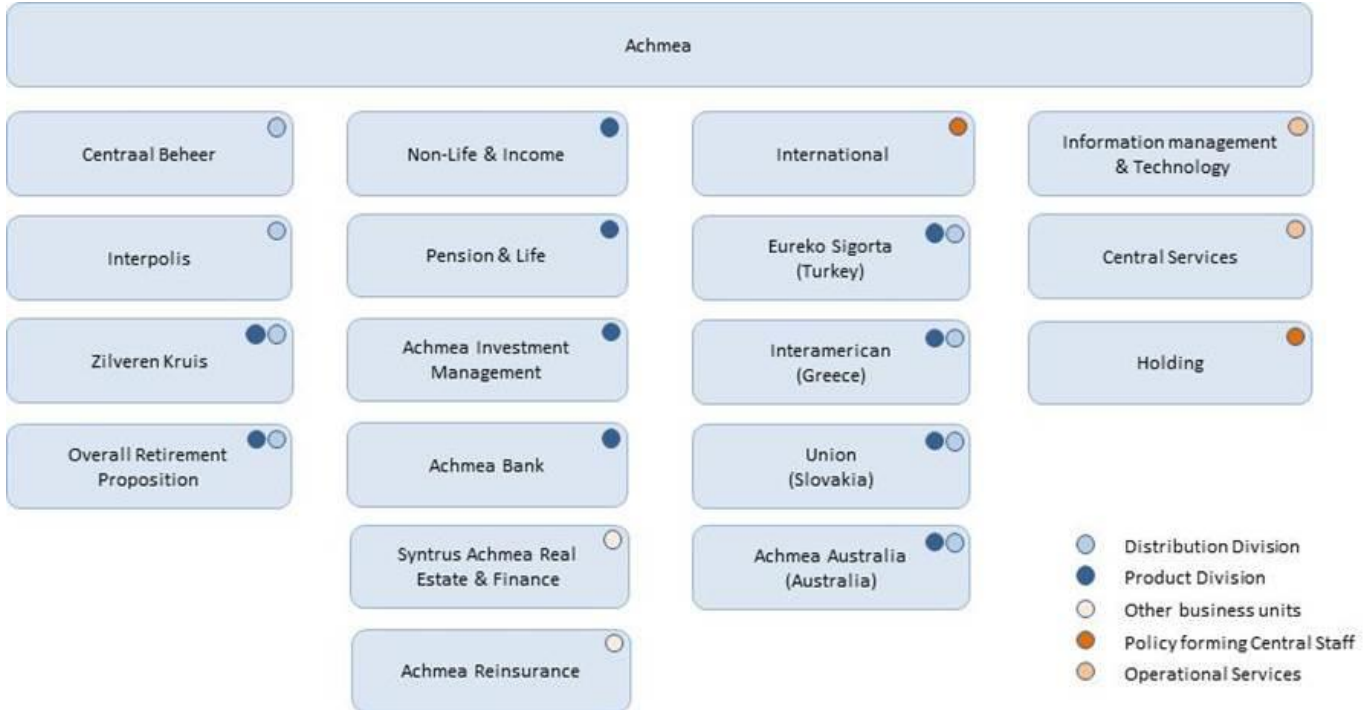 Achmea
Centraal Beheer
Interpolis
Zilveren Kruis
Overall Retirement
Proposition
Non-Life & Income
Pension & Life
Achmea Investment
Management
Achmea Bank
Syntrus Achmea Real
Estate & Finance
Achmea Reinsurance
International
Eureko Sigorta
(Turkey)
Interamerican
(Greece)
Union
(Slovakia)
Achmea Australia
(Australia)
Information management
& Technology
Central Services
Holding
Distribution Division
Product Division
Other business units
Policy forming Central Staff
Operational Services